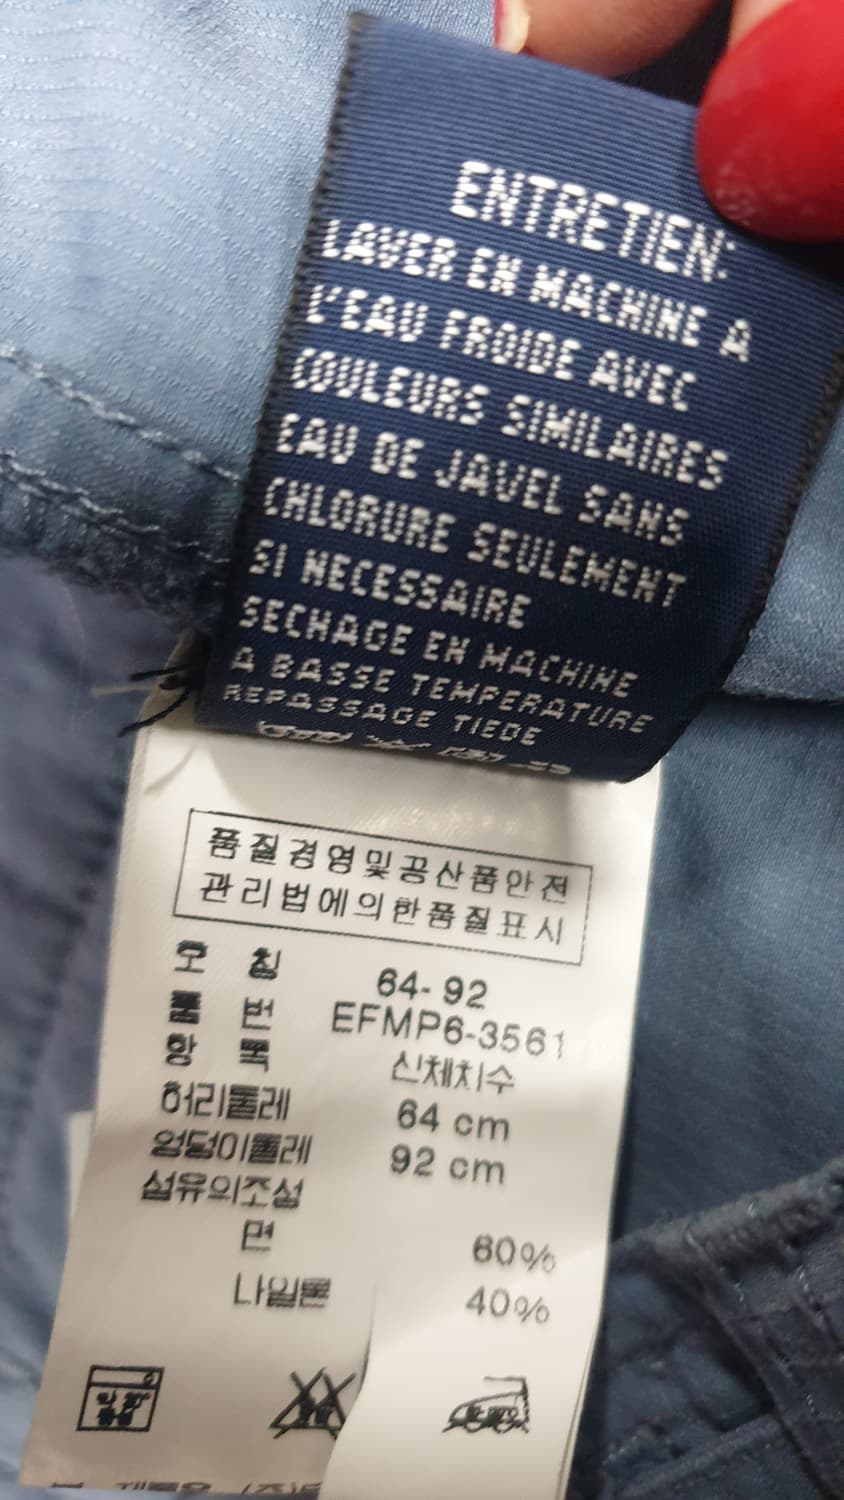 ENTRETIEN:
LAVER EN MACHINE A
L'EAU FROIDE AVEC
COULEURS SIMILAIRES
EAU DE JAVEL SANS
CHLORURE SEULEMENT
SI NECESSAIRE
SECHAGE EN MACHINE
A BASSE TEMPERATURE
REPASSAGE TIEDE
품질경영및공산품안전
관리법에의한품질표시
호 칭 64-92
품 번 EFMP6-3561
항 목 신체치수
허리둘레 64 cm
엉덩이둘레 92 cm
섬유의조성
면 60%
나일론 40%